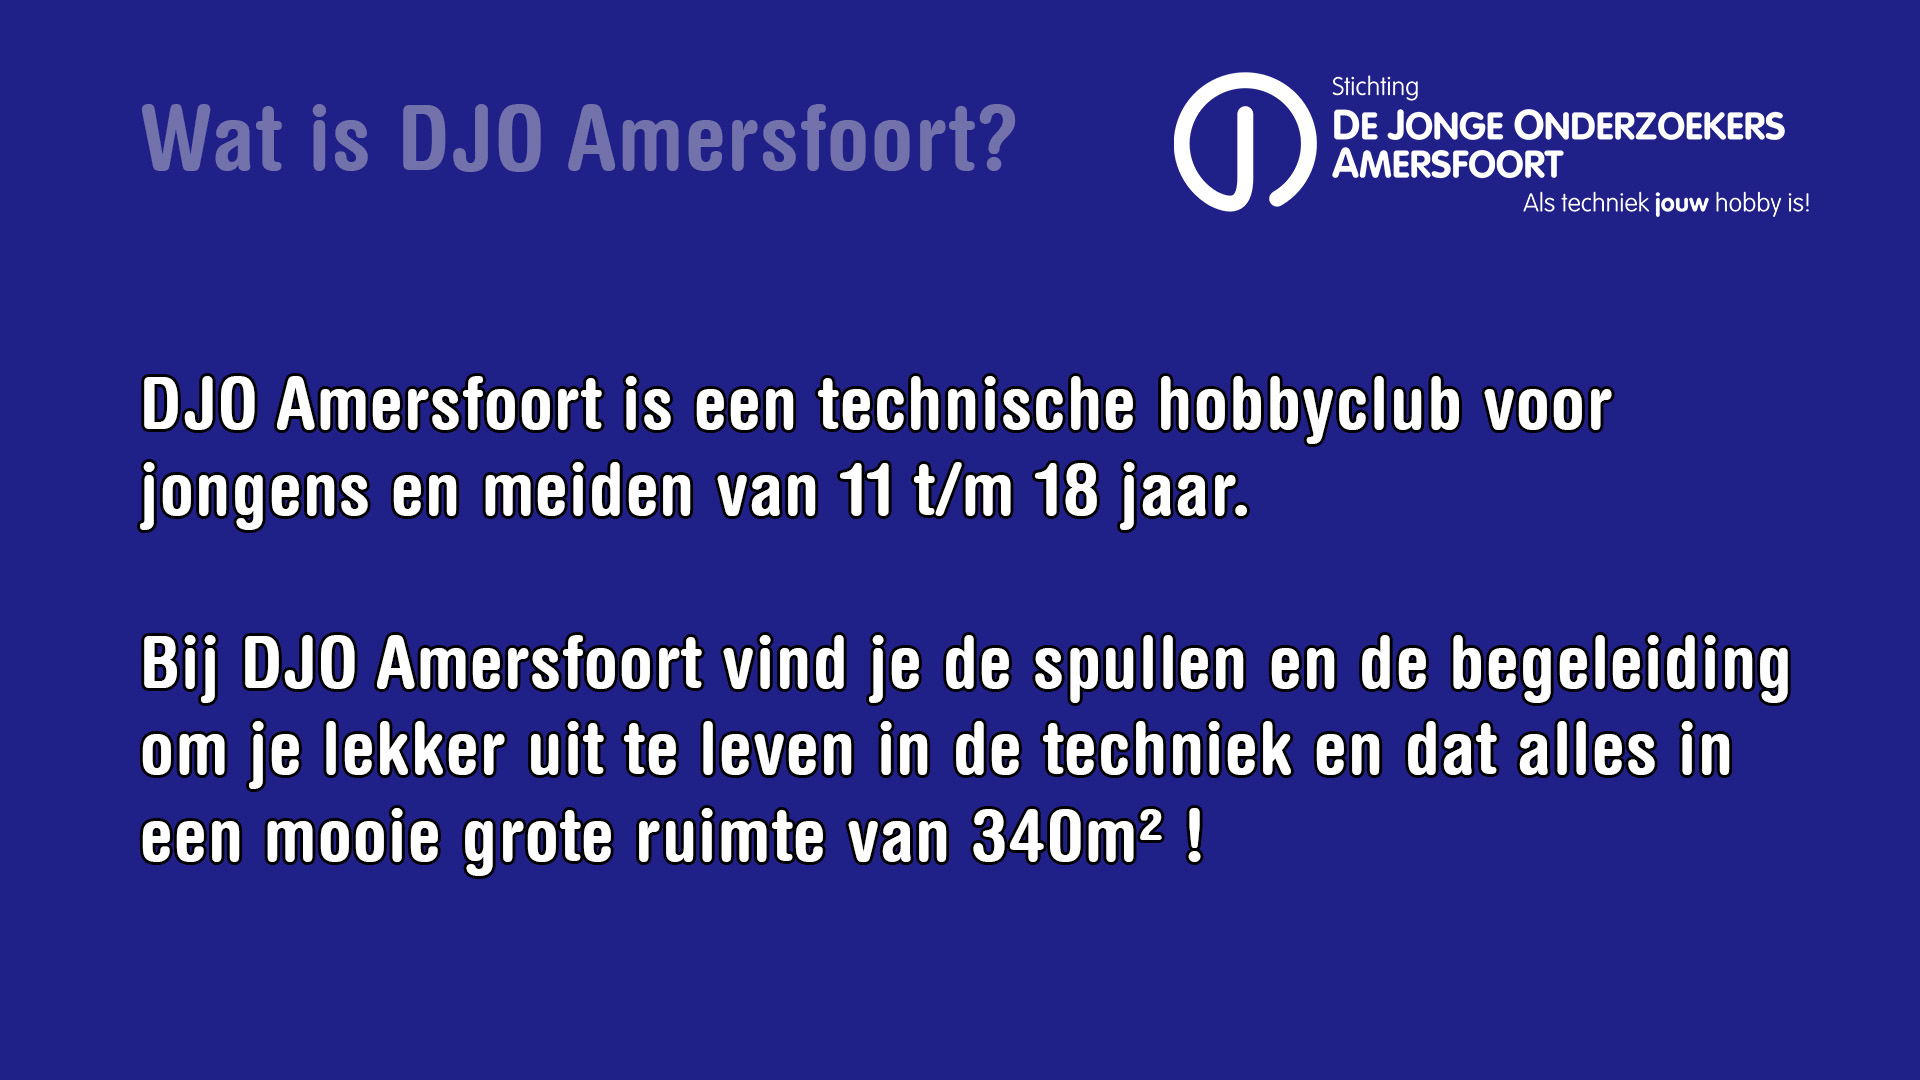 Wat is DJO Amersfoort?
Stichting
DE JONGE ONDERZOEKERS
AMERSFOORT
Als techniek jouw hobby is!
DJO Amersfoort is een technische hobbyclub voor
jongens en meiden van 11 t/m 18 jaar.
Bij DJO Amersfoort vind je de spullen en de begeleiding
om je lekker uit te leven in de techniek en dat alles in
een mooie grote ruimte van 340m² !